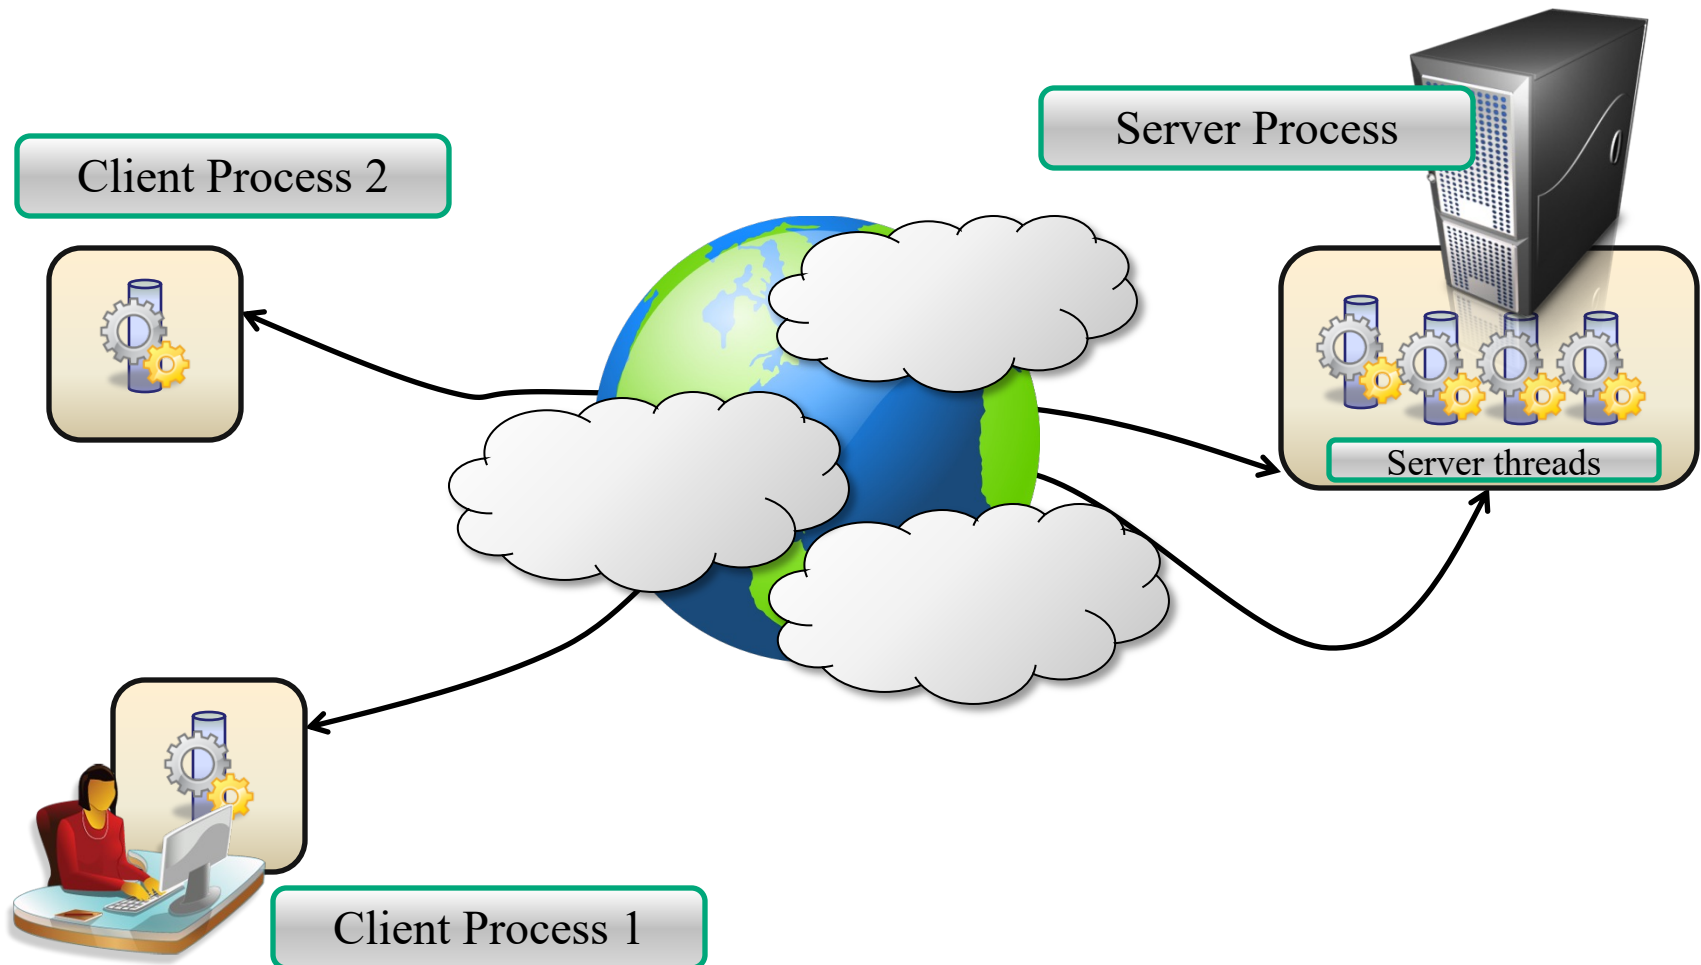 Server Process
Client Process 2
Server threads
Client Process 1